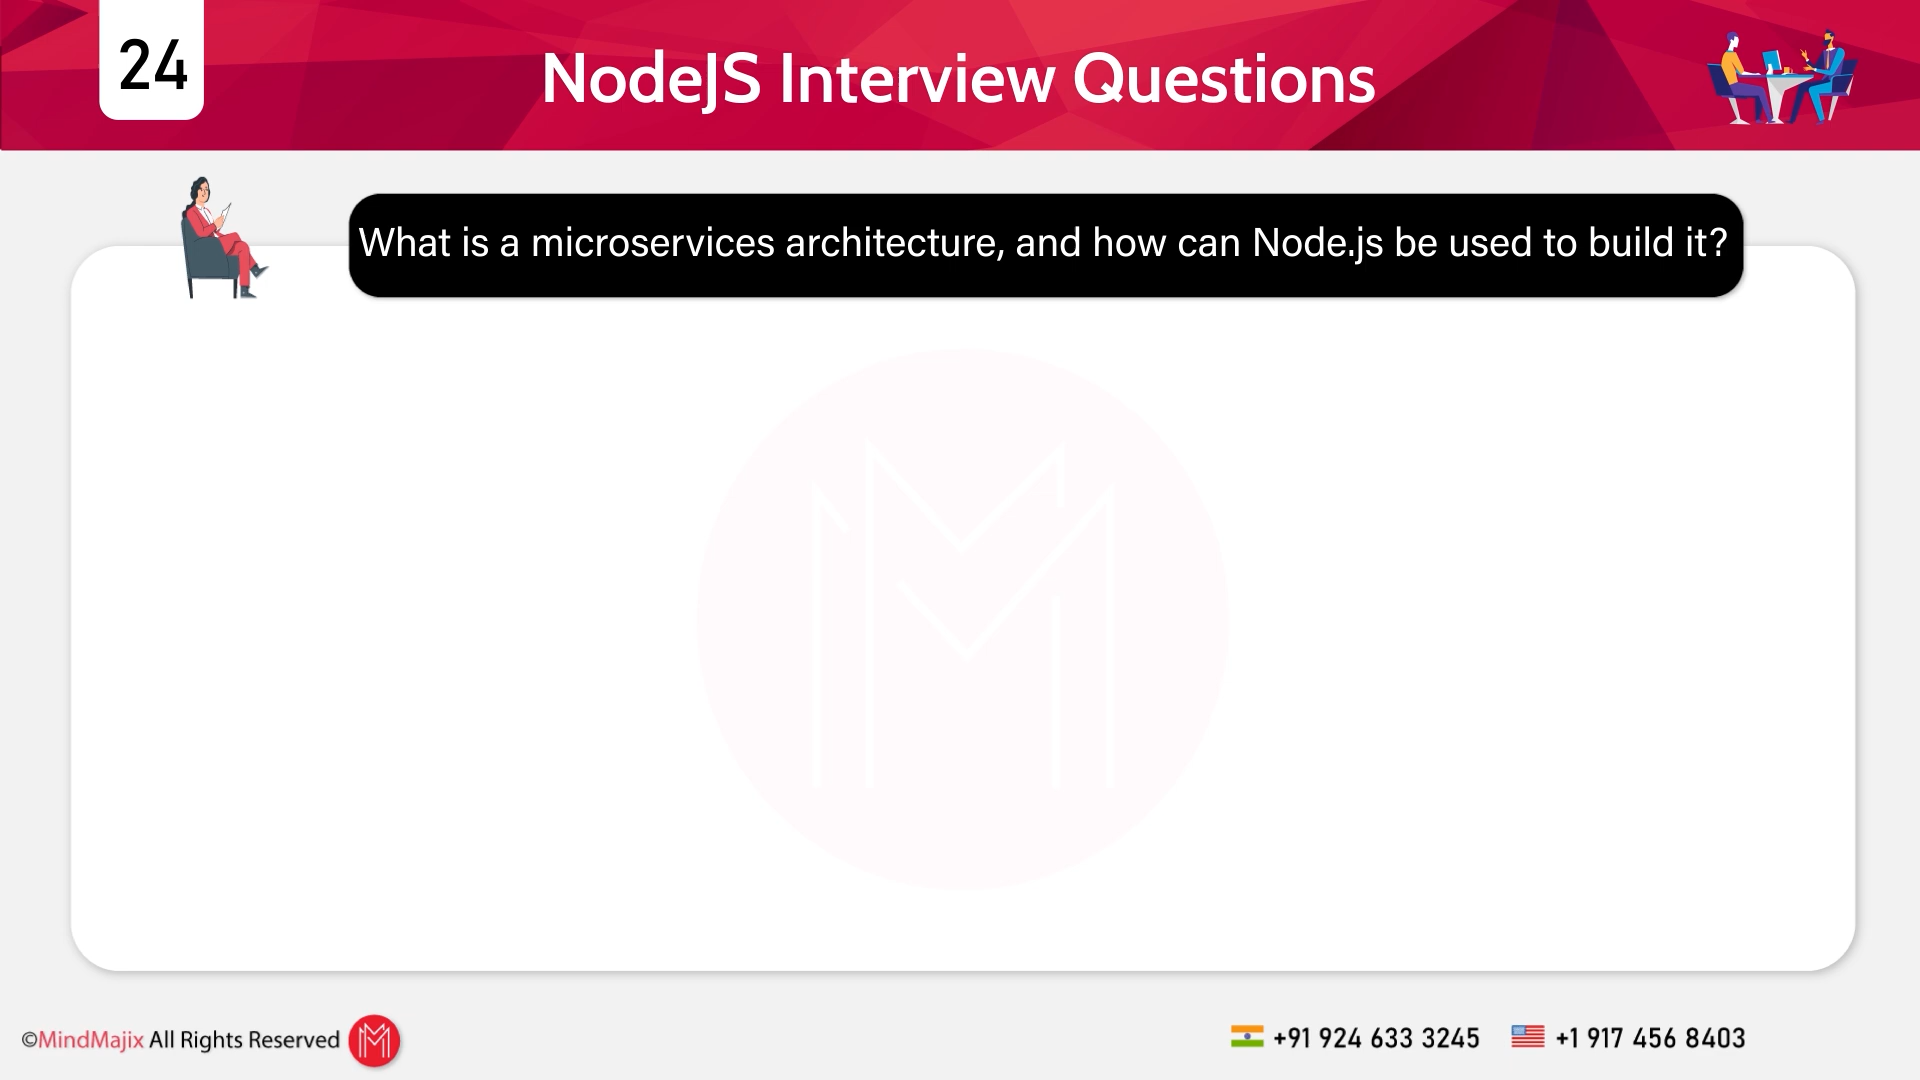 24
NodeJS Interview Questions
What is a microservices architecture, and how can Node.js be used to build it?
©MindMajix All Rights Reserved
+91 924 633 3245
+1 917 456 8403